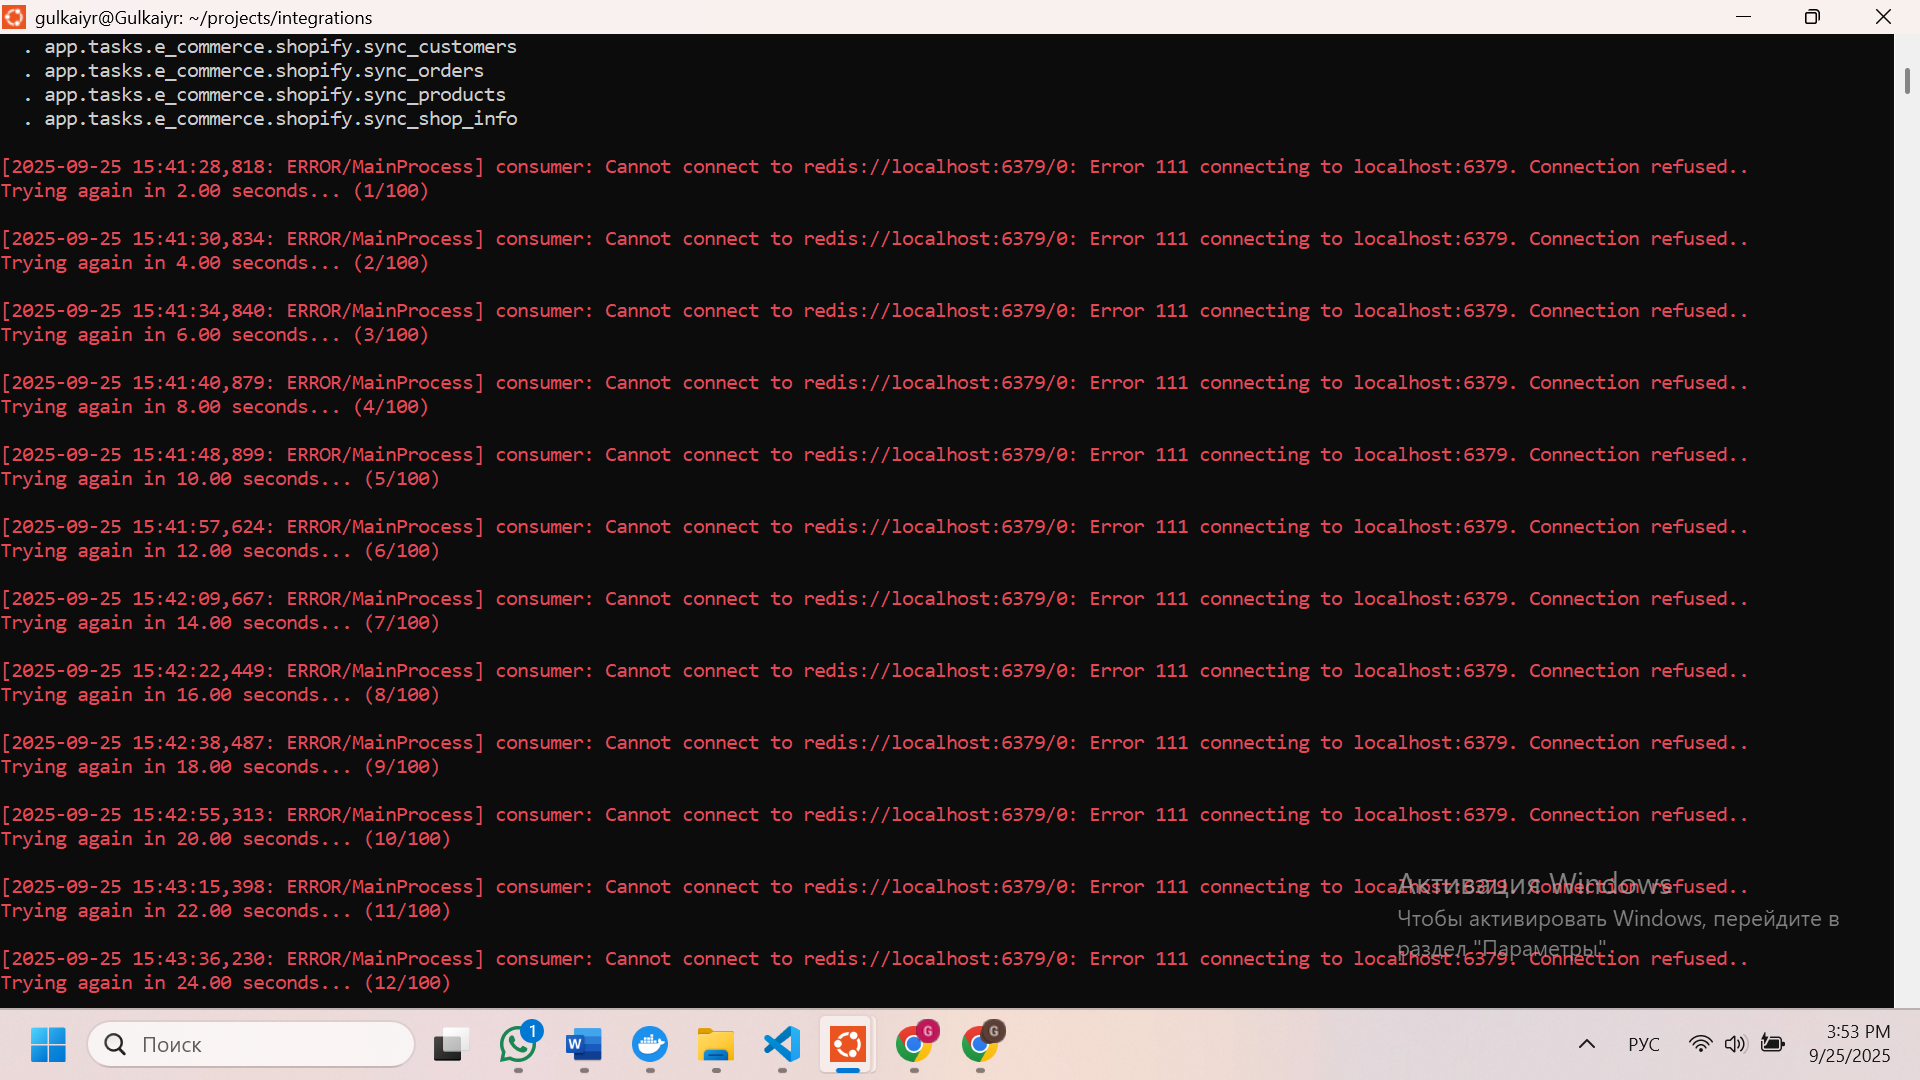 gulkaiyr@Gulkaiyr: ~/projects/integrations
. app.tasks.e_commerce.shopify.sync_customers
. app.tasks.e_commerce.shopify.sync_orders
. app.tasks.e_commerce.shopify.sync_products
. app.tasks.e_commerce.shopify.sync_shop_info
[2025-09-25 15:41:28,818: ERROR/MainProcess] consumer: Cannot connect to redis://localhost:6379/0: Error 111 connecting to localhost:6379. Connection refused..
Trying again in 2.00 seconds... (1/100)
[2025-09-25 15:41:30,834: ERROR/MainProcess] consumer: Cannot connect to redis://localhost:6379/0: Error 111 connecting to localhost:6379. Connection refused..
Trying again in 4.00 seconds... (2/100)
[2025-09-25 15:41:34,840: ERROR/MainProcess] consumer: Cannot connect to redis://localhost:6379/0: Error 111 connecting to localhost:6379. Connection refused..
Trying again in 6.00 seconds... (3/100)
[2025-09-25 15:41:40,879: ERROR/MainProcess] consumer: Cannot connect to redis://localhost:6379/0: Error 111 connecting to localhost:6379. Connection refused..
Trying again in 8.00 seconds... (4/100)
[2025-09-25 15:41:48,899: ERROR/MainProcess] consumer: Cannot connect to redis://localhost:6379/0: Error 111 connecting to localhost:6379. Connection refused..
Trying again in 10.00 seconds... (5/100)
[2025-09-25 15:41:57,624: ERROR/MainProcess] consumer: Cannot connect to redis://localhost:6379/0: Error 111 connecting to localhost:6379. Connection refused..
Trying again in 12.00 seconds... (6/100)
[2025-09-25 15:42:09,667: ERROR/MainProcess] consumer: Cannot connect to redis://localhost:6379/0: Error 111 connecting to localhost:6379. Connection refused..
Trying again in 14.00 seconds... (7/100)
[2025-09-25 15:42:22,449: ERROR/MainProcess] consumer: Cannot connect to redis://localhost:6379/0: Error 111 connecting to localhost:6379. Connection refused..
Trying again in 16.00 seconds... (8/100)
[2025-09-25 15:42:38,487: ERROR/MainProcess] consumer: Cannot connect to redis://localhost:6379/0: Error 111 connecting to localhost:6379. Connection refused..
Trying again in 18.00 seconds... (9/100)
[2025-09-25 15:42:55,313: ERROR/MainProcess] consumer: Cannot connect to redis://localhost:6379/0: Error 111 connecting to localhost:6379. Connection refused..
Trying again in 20.00 seconds... (10/100)
[2025-09-25 15:43:15,398: ERROR/MainProcess] consumer: Cannot connect to redis://localhost:6379/0: Error 111 connecting to localhost:6379. Connection refused..
Trying again in 22.00 seconds... (11/100)
[2025-09-25 15:43:36,230: ERROR/MainProcess] consumer: Cannot connect to redis://localhost:6379/0: Error 111 connecting to localhost:6379. Connection refused..
Trying again in 24.00 seconds... (12/100)
Активация Windows
Чтобы активировать Windows, перейдите в
раздел "Параметры".
Поиск
1
W
G
G
РУС
3:53 PM
9/25/2025